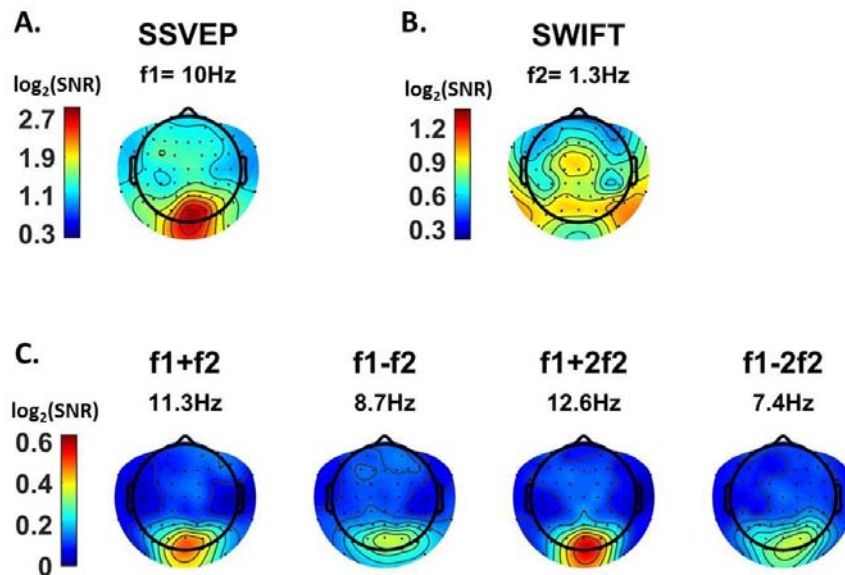 A. SSVEP
f1= 10Hz
log₂(SNR)
2.7
1.9
1.1
0.3
B. SWIFT
f2= 1.3Hz
log₂(SNR)
1.2
0.9
0.6
0.3
C. f1+f2 f1-f2 f1+2f2 f1-2f2
11.3Hz 8.7Hz 12.6Hz 7.4Hz
log₂(SNR)
0.6
0.4
0.2
0